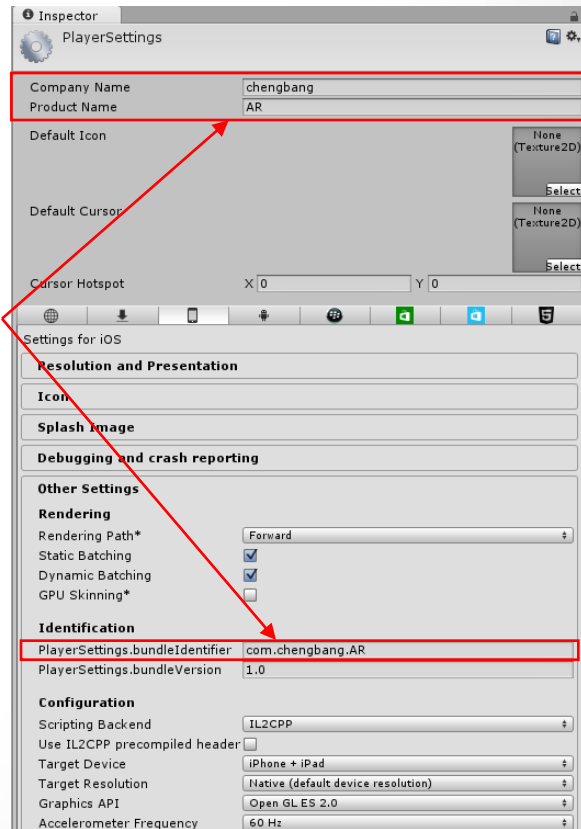 Inspector
PlayerSettings
Company Name chengbang
Product Name AR
Default Icon None
(Texture2D)
Select
Default Cursor None
(Texture2D)
Select
Cursor Hotspot X 0 Y 0
Settings for iOS
Resolution and Presentation
Icon
Splash Image
Debugging and crash reporting
Other Settings
Rendering
Rendering Path* Forward
Static Batching
Dynamic Batching
GPU Skinning*
Identification
PlayerSettings.bundleIdentifier com.chengbang.AR
PlayerSettings.bundleVersion 1.0
Configuration
Scripting Backend IL2CPP
Use IL2CPP precompiled header
Target Device iPhone + iPad
Target Resolution Native (default device resolution)
Graphics API Open GL ES 2.0
Accelerometer Frequency 60 Hz